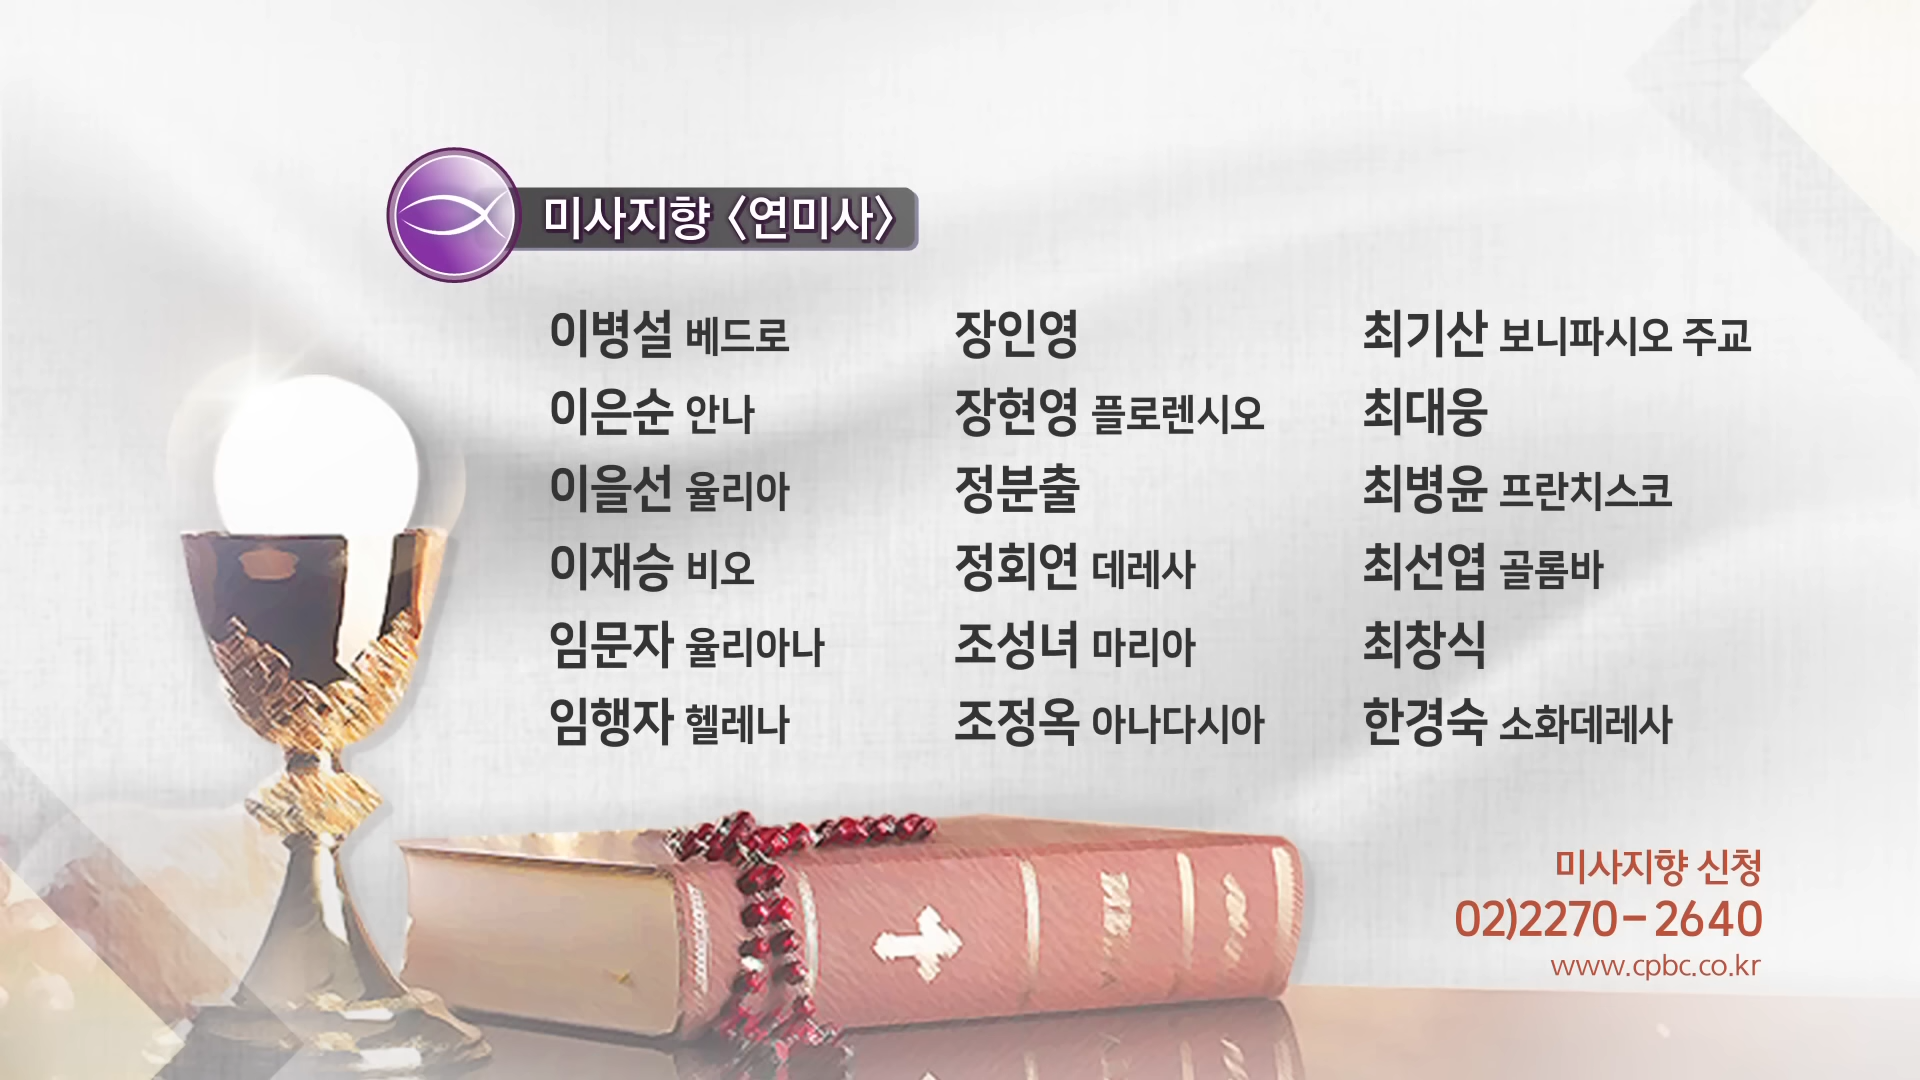 미사지향 <연미사>
이병설 베드로
이은순 안나
이을선 율리아
이재승 비오
임문자 율리아나
임행자 헬레나
장인영
장현영 플로렌시오
정분출
정회연 데레사
조성녀 마리아
조정옥 아나다시아
최기산 보니파시오 주교
최대웅
최병윤 프란치스코
최선엽 골롬바
최창식
한경숙 소화데레사
미사지향 신청
02)2270-2640
www.cpbc.co.kr